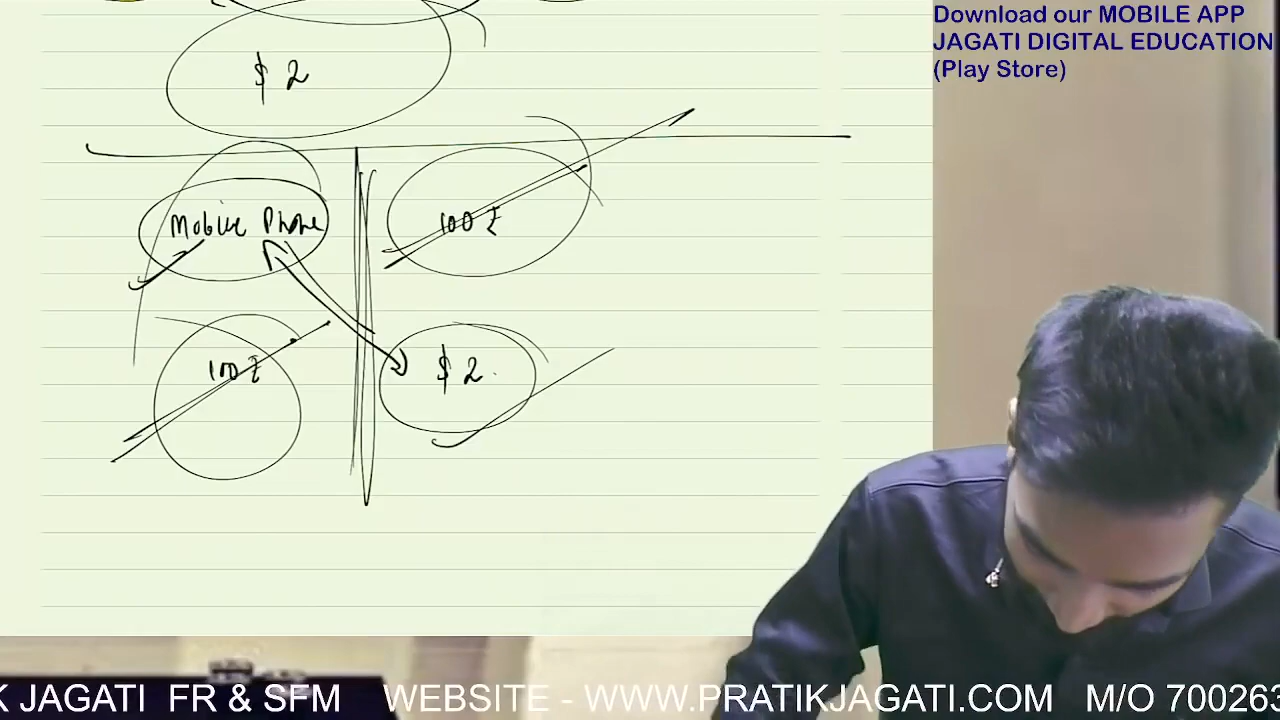 Download our MOBILE APP
JAGATI DIGITAL EDUCATION
(Play Store)
$ 2
Mobile Phone
100 ₹
100 ₹
$ 2
K JAGATI FR & SFM WEBSITE - WWW.PRATIKJAGATI.COM M/O 700263